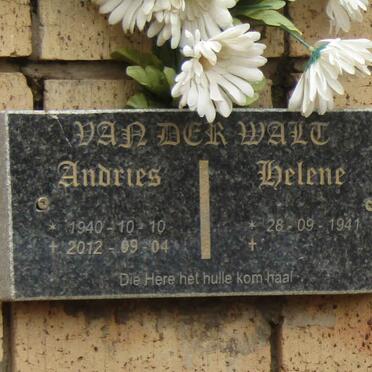 VAN DER WALT
Andries Helene
* 1940-10-10 * 28-09-1941
† 2012-09-04 †
Die Here het hulle kom haal